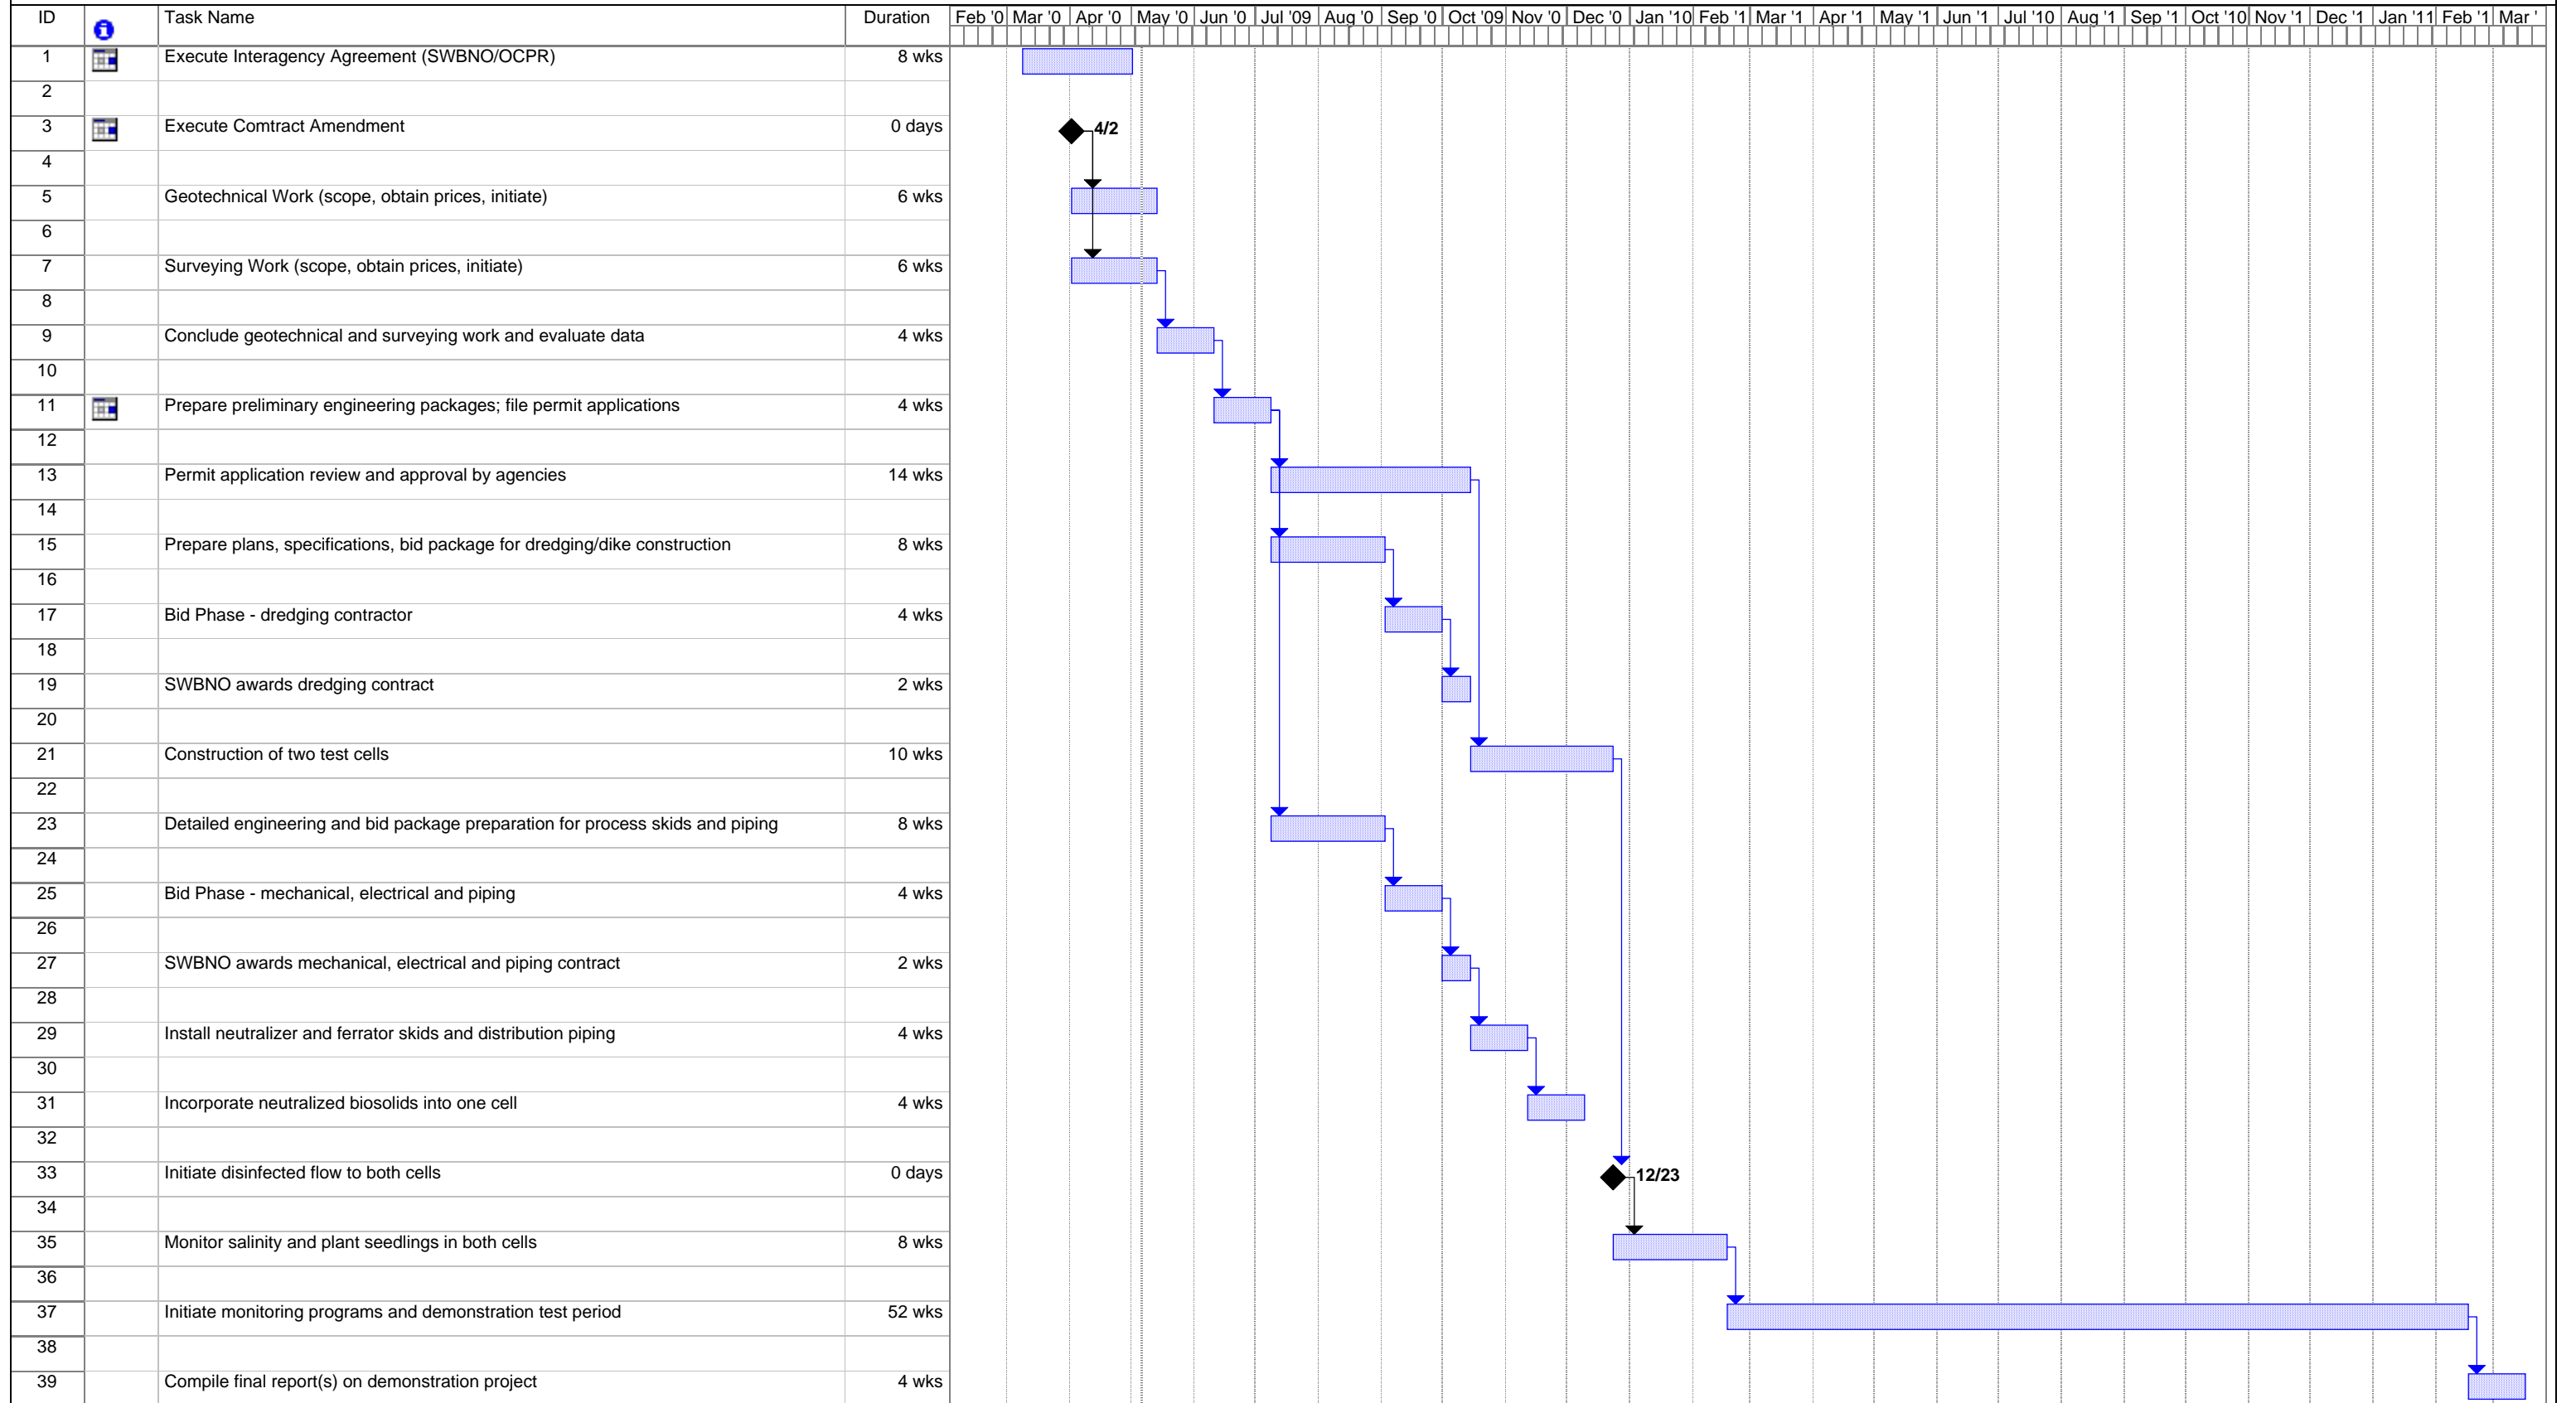 ID Task Name Duration Feb '0 Mar '0 Apr '0 May '0 Jun '0 Jul '09 Aug '0 Sep '0 Oct '09 Nov '0 Dec '0 Jan '10 Feb '1 Mar '1 Apr '1 May '1 Jun '1 Jul '10 Aug '1 Sep '1 Oct '10 Nov '1 Dec '1 Jan '11 Feb '1 Mar '
1 Execute Interagency Agreement (SWBNO/OCPR) 8 wks
2
3 Execute Comtract Amendment 0 days 4/2
4
5 Geotechnical Work (scope, obtain prices, initiate) 6 wks
6
7 Surveying Work (scope, obtain prices, initiate) 6 wks
8
9 Conclude geotechnical and surveying work and evaluate data 4 wks
10
11 Prepare preliminary engineering packages; file permit applications 4 wks
12
13 Permit application review and approval by agencies 14 wks
14
15 Prepare plans, specifications, bid package for dredging/dike construction 8 wks
16
17 Bid Phase - dredging contractor 4 wks
18
19 SWBNO awards dredging contract 2 wks
20
21 Construction of two test cells 10 wks
22
23 Detailed engineering and bid package preparation for process skids and piping 8 wks
24
25 Bid Phase - mechanical, electrical and piping 4 wks
26
27 SWBNO awards mechanical, electrical and piping contract 2 wks
28
29 Install neutralizer and ferrator skids and distribution piping 4 wks
30
31 Incorporate neutralized biosolids into one cell 4 wks
32
33 Initiate disinfected flow to both cells 0 days 12/23
34
35 Monitor salinity and plant seedlings in both cells 8 wks
36
37 Initiate monitoring programs and demonstration test period 52 wks
38
39 Compile final report(s) on demonstration project 4 wks